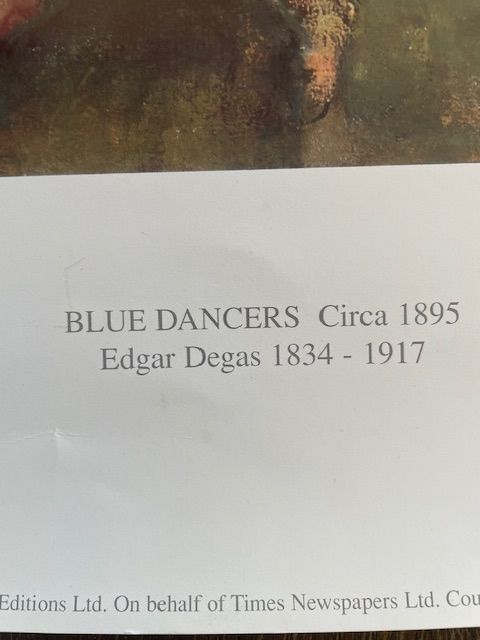 BLUE DANCERS Circa 1895
Edgar Degas 1834 - 1917
Editions Ltd. On behalf of Times Newspapers Ltd.